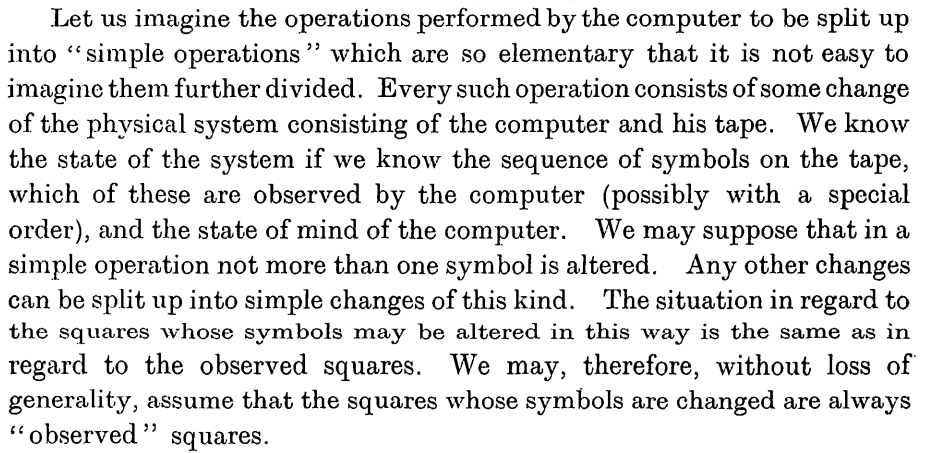 Let us imagine the operations performed by the computer to be split up
into “simple operations” which are so elementary that it is not easy to
imagine them further divided. Every such operation consists of some change
of the physical system consisting of the computer and his tape. We know
the state of the system if we know the sequence of symbols on the tape,
which of these are observed by the computer (possibly with a special
order), and the state of mind of the computer. We may suppose that in a
simple operation not more than one symbol is altered. Any other changes
can be split up into simple changes of this kind. The situation in regard to
the squares whose symbols may be altered in this way is the same as in
regard to the observed squares. We may, therefore, without loss of
generality, assume that the squares whose symbols are changed are always
“observed” squares.